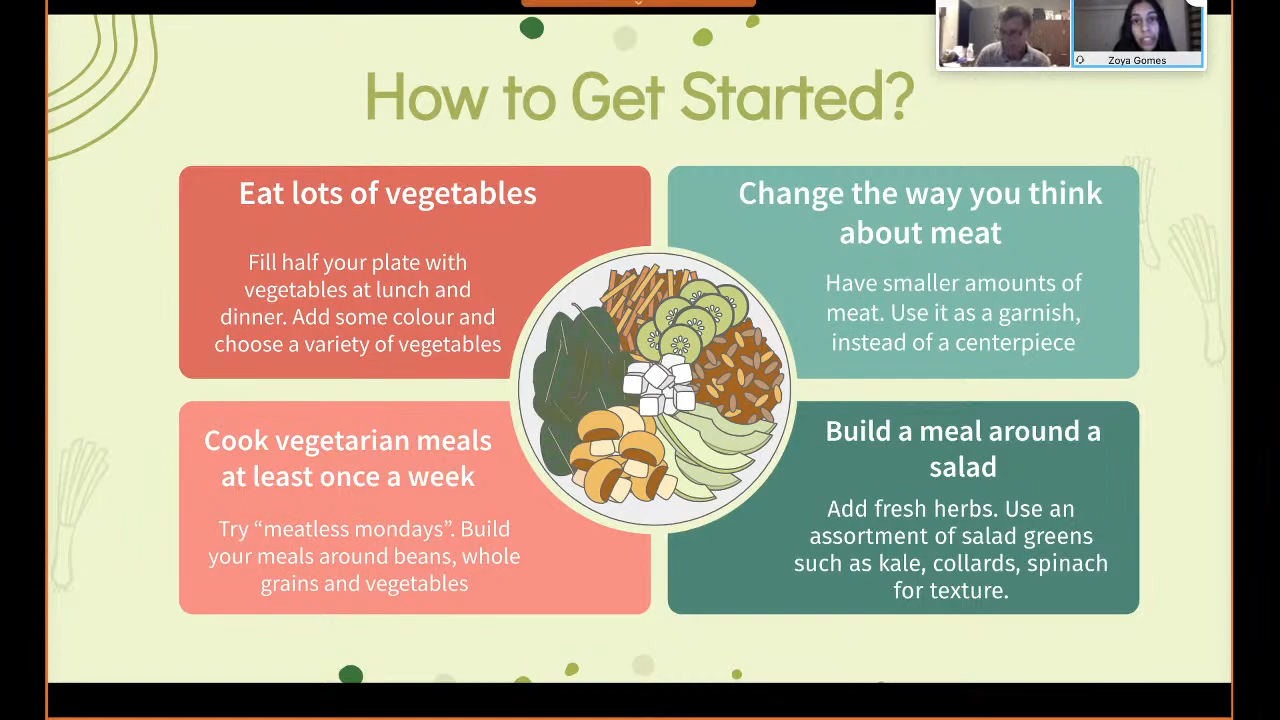 Zoya Gomes
How to Get Started?
Eat lots of vegetables
Fill half your plate with
vegetables at lunch and
dinner. Add some colour and
choose a variety of vegetables
Change the way you think
about meat
Have smaller amounts of
meat. Use it as a garnish,
instead of a centerpiece
Cook vegetarian meals
at least once a week
Try “meatless mondays”. Build
your meals around beans, whole
grains and vegetables
Build a meal around a
salad
Add fresh herbs. Use an
assortment of salad greens
such as kale, collards, spinach
for texture.